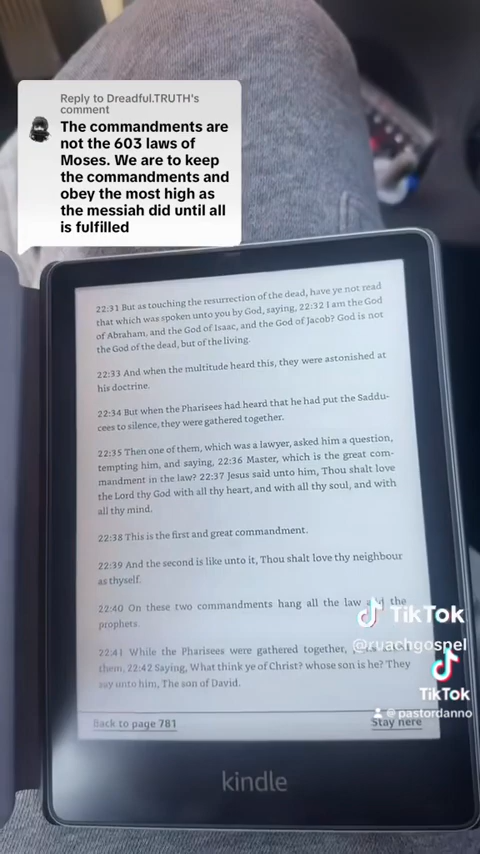 Reply to Dreadful.TRUTH's
comment
The commandments are
not the 603 laws of
Moses. We are to keep
the commandments and
obey the most high as
the messiah did until all
is fulfilled
22:31 But as touching the resurrection of the dead, have ye not read
that which was spoken unto you by God, saying, 22:32 I am the God
of Abraham, and the God of Isaac, and the God of Jacob? God is not
the God of the dead, but of the living.
22:33 And when the multitude heard this, they were astonished at
his doctrine.
22:34 But when the Pharisees had heard that he had put the Saddu-
cees to silence, they were gathered together.
22:35 Then one of them, which was a lawyer, asked him a question,
tempting him, and saying, 22:36 Master, which is the great com-
mandment in the law? 22:37 Jesus said unto him, Thou shalt love
the Lord thy God with all thy heart, and with all thy soul, and with
all thy mind.
22:38 This is the first and great commandment.
22:39 And the second is like unto it, Thou shalt love thy neighbour
as thyself.
22:40 On these two commandments hang all the law and the
prophets.
22:41 While the Pharisees were gathered together,
them, 22:42 Saying, What think ye of Christ? whose son is he? They
say unto him, The son of David.
Back to page 781
Stay here
kindle
TikTok
@ruachgospel
TikTok
@pastordanno